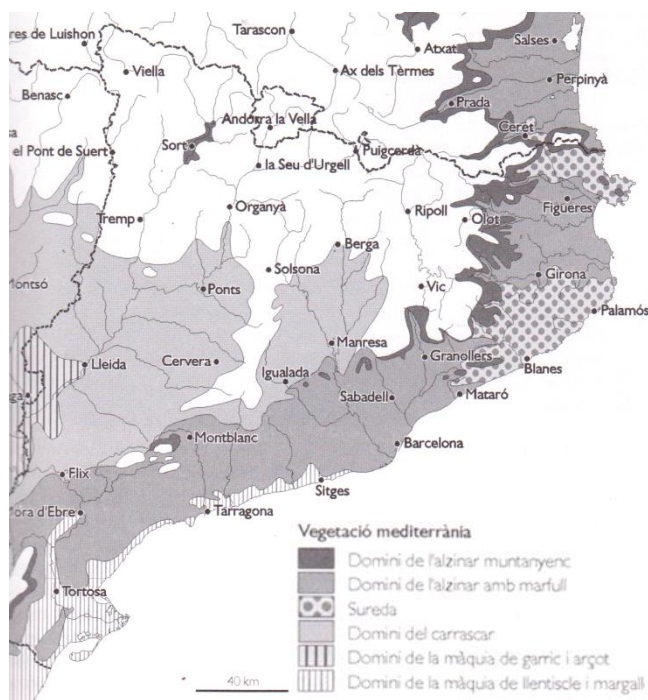 res de Luishon
Tarascon
Atxat
Salses
Viella
Ax dels Tèrmes
Perpinyà
Benasc
Prada
Andorra la Vella
Ceret
Sort
el Pont de Suert
la Seu d'Urgell
Puigcerdà
Organyà
Figueres
Tremp
Ripoll
Olot
Berga
Solsona
Girona
Montsó
Ponts
Vic
Palamós
Manresa
Lleida
Cervera
Granollers
Blanes
Igualada
ga
Sabadell
Mataró
Montblanc
Barcelona
Flix
Sitges
Mora d'Ebre
Tarragona
Tortosa
Vegetació mediterrània
Domini de l'alzinar muntanyenc
Domini de l'alzinar amb marfull
Sureda
Domini del carrascar
Domini de la màquia de garric i arçot
Domini de la màquia de llentiscle i margalló
40 km